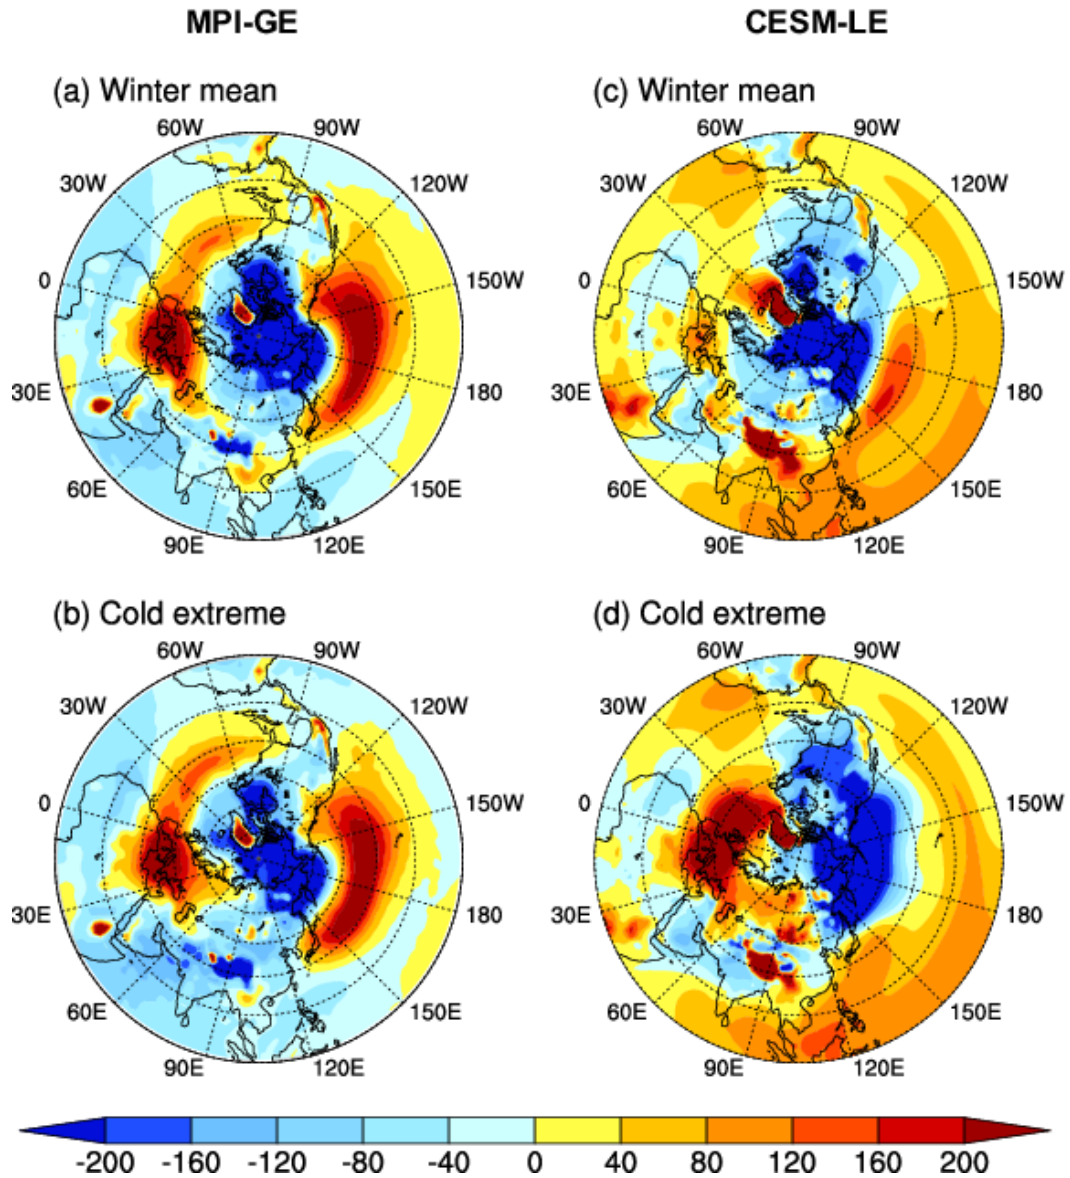 MPI-GE
CESM-LE
(a) Winter mean
(c) Winter mean
60W 90W
60W 90W
30W 120W
30W 120W
0 150W
0 150W
30E 180
30E 180
60E 150E
60E 150E
90E 120E
90E 120E
(b) Cold extreme
(d) Cold extreme
60W 90W
60W 90W
30W 120W
30W 120W
0 150W
0 150W
30E 180
30E 180
60E 150E
60E 150E
90E 120E
90E 120E
-200 -160 -120 -80 -40 0 40 80 120 160 200